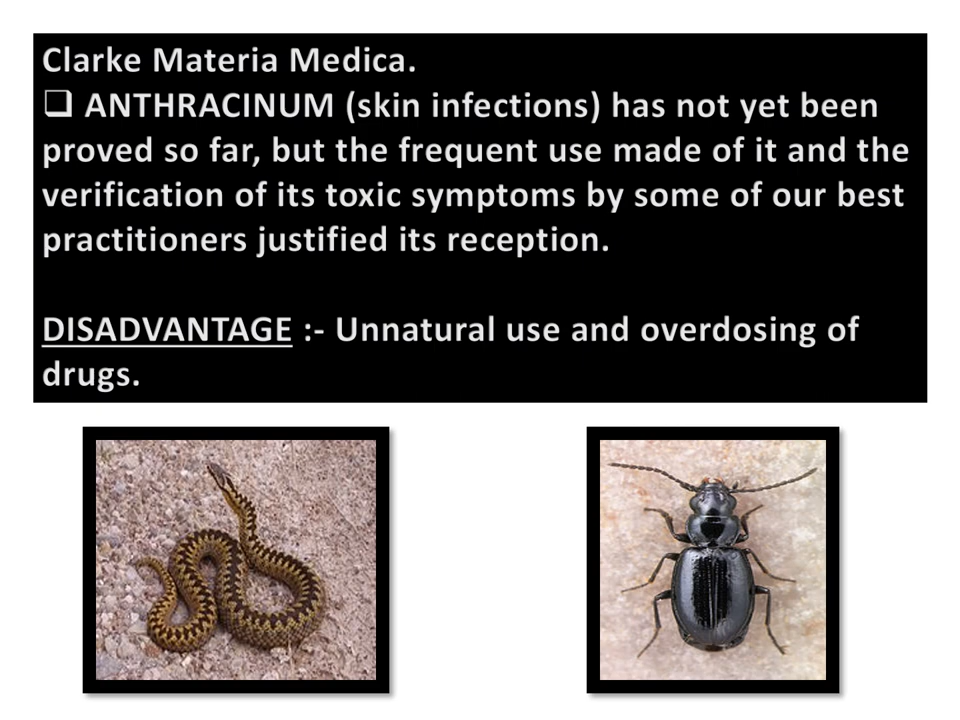 Clarke Materia Medica.
❑ ANTHRACINUM (skin infections) has not yet been
proved so far, but the frequent use made of it and the
verification of its toxic symptoms by some of our best
practitioners justified its reception.
DISADVANTAGE :- Unnatural use and overdosing of
drugs.